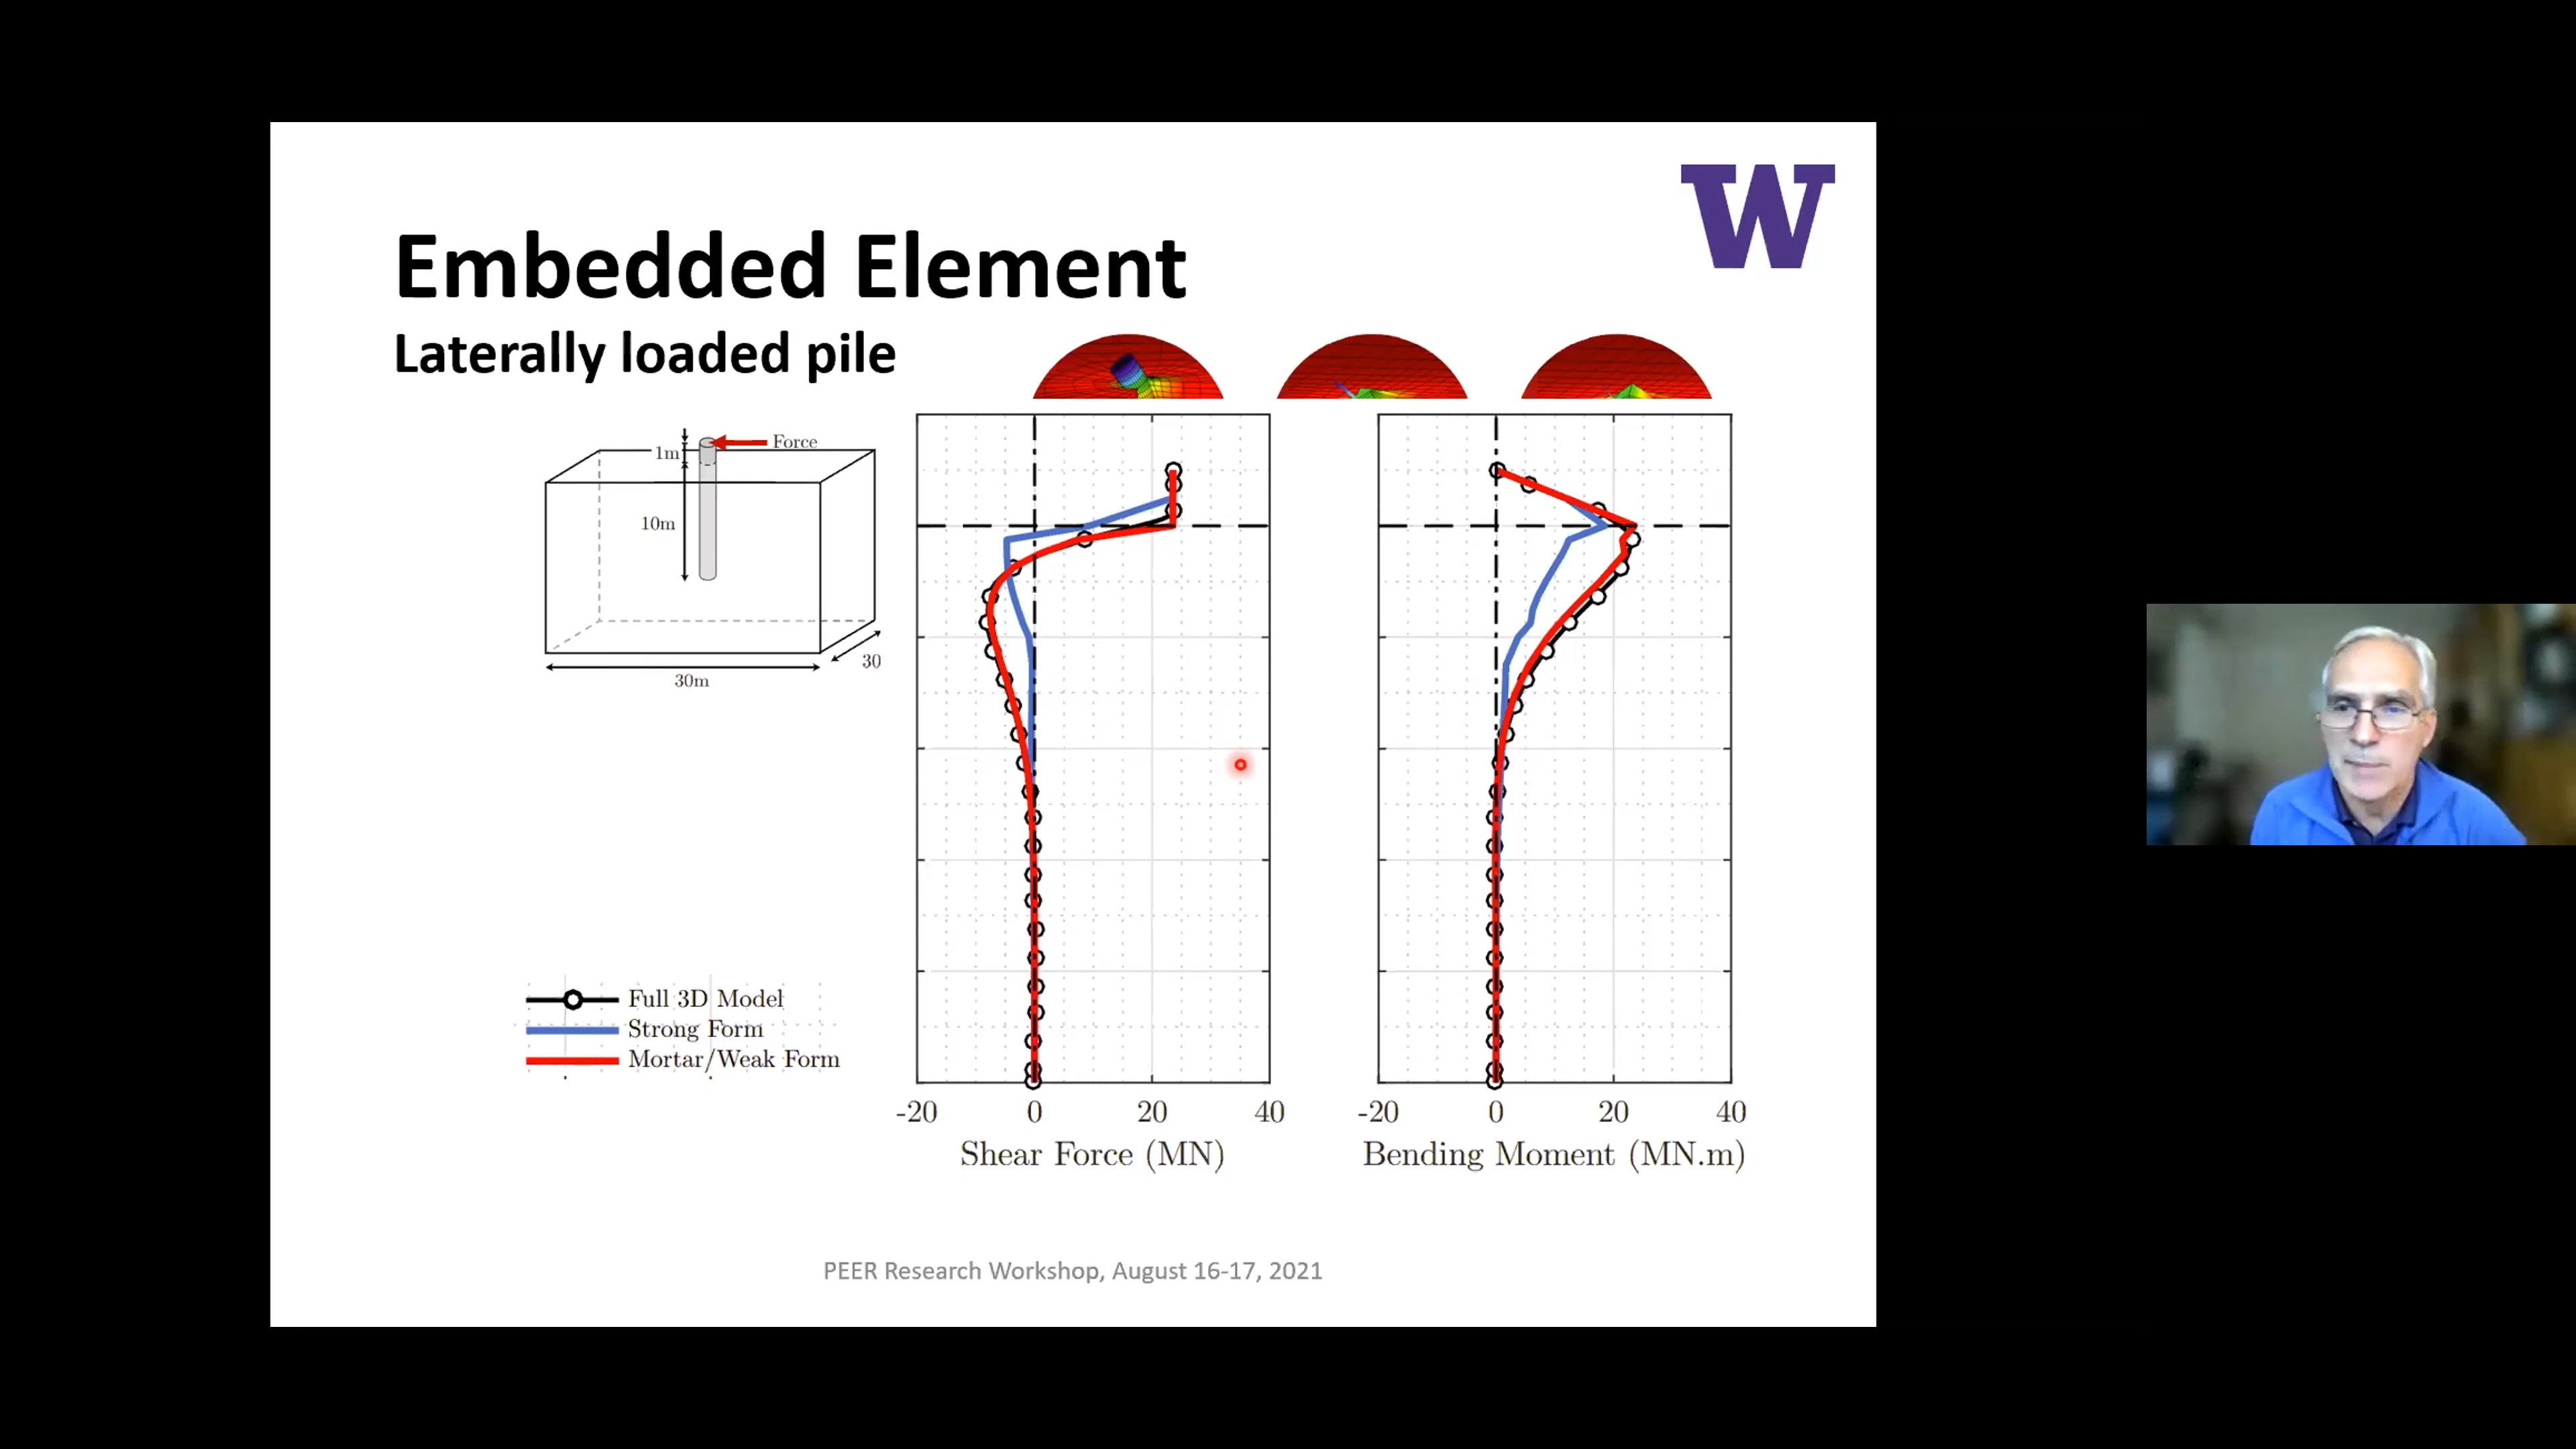 W
Embedded Element
Laterally loaded pile
Force
1m
10m
30
30m
Full 3D Model
Strong Form
Mortar/Weak Form
-20 0 20 40
Shear Force (MN)
-20 0 20 40
Bending Moment (MN.m)
PEER Research Workshop, August 16-17, 2021